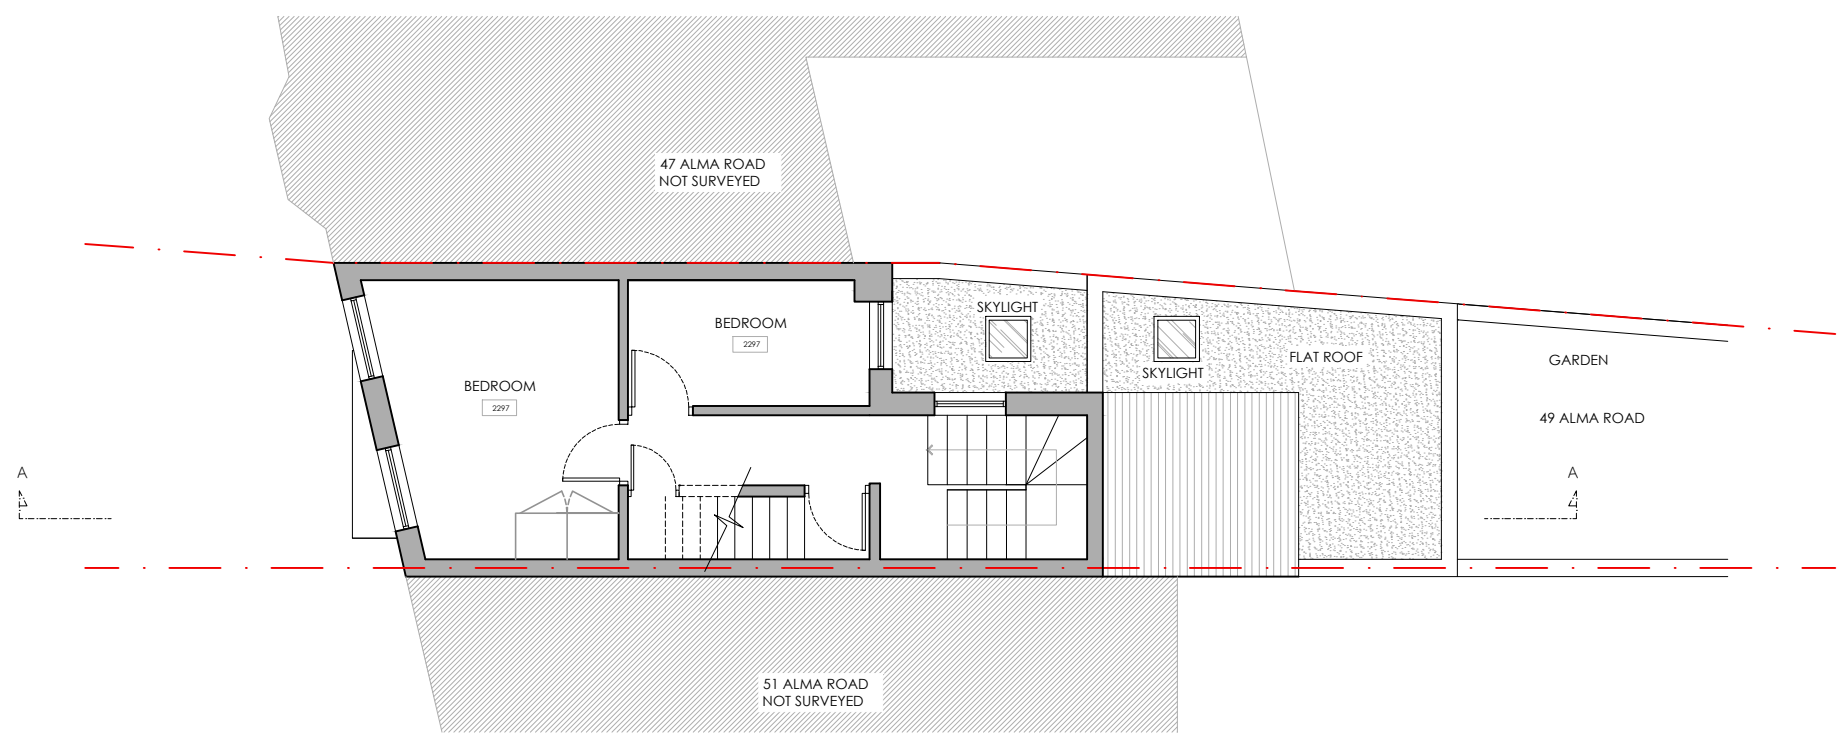 47 ALMA ROAD
NOT SURVEYED
SKYLIGHT
BEDROOM
2297
FLAT ROOF
GARDEN
SKYLIGHT
BEDROOM
2297
49 ALMA ROAD
A
A
51 ALMA ROAD
NOT SURVEYED